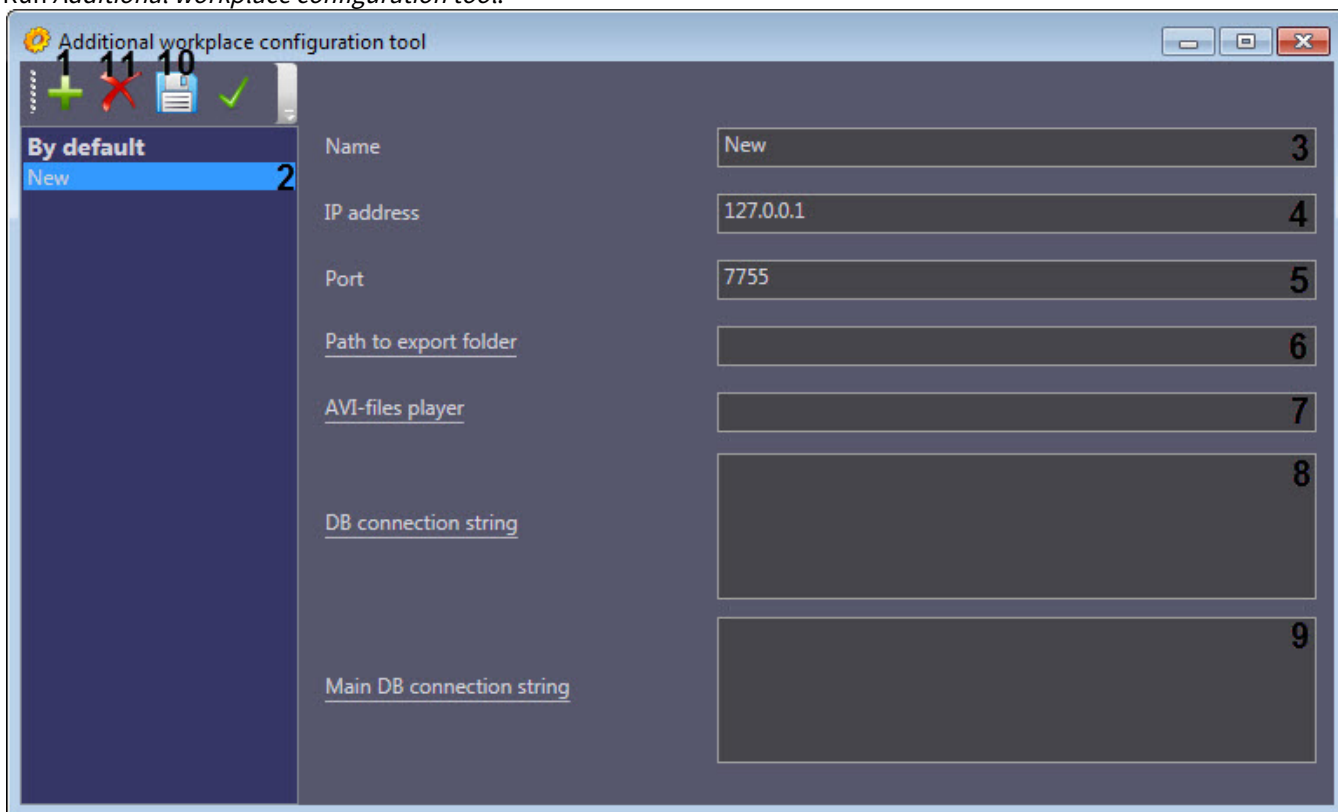 Run Additional workplace configuration tool.
Additional workplace configuration tool
1 11 10
By default
New 2
Name New 3
IP address 127.0.0.1 4
Port 7755 5
Path to export folder 6
AVI-files player 7
8
DB connection string
9
Main DB connection string